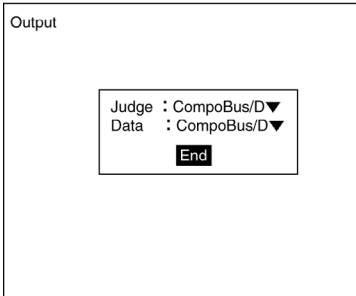 Output
Judge : CompoBus/D▼
Data : CompoBus/D▼
End